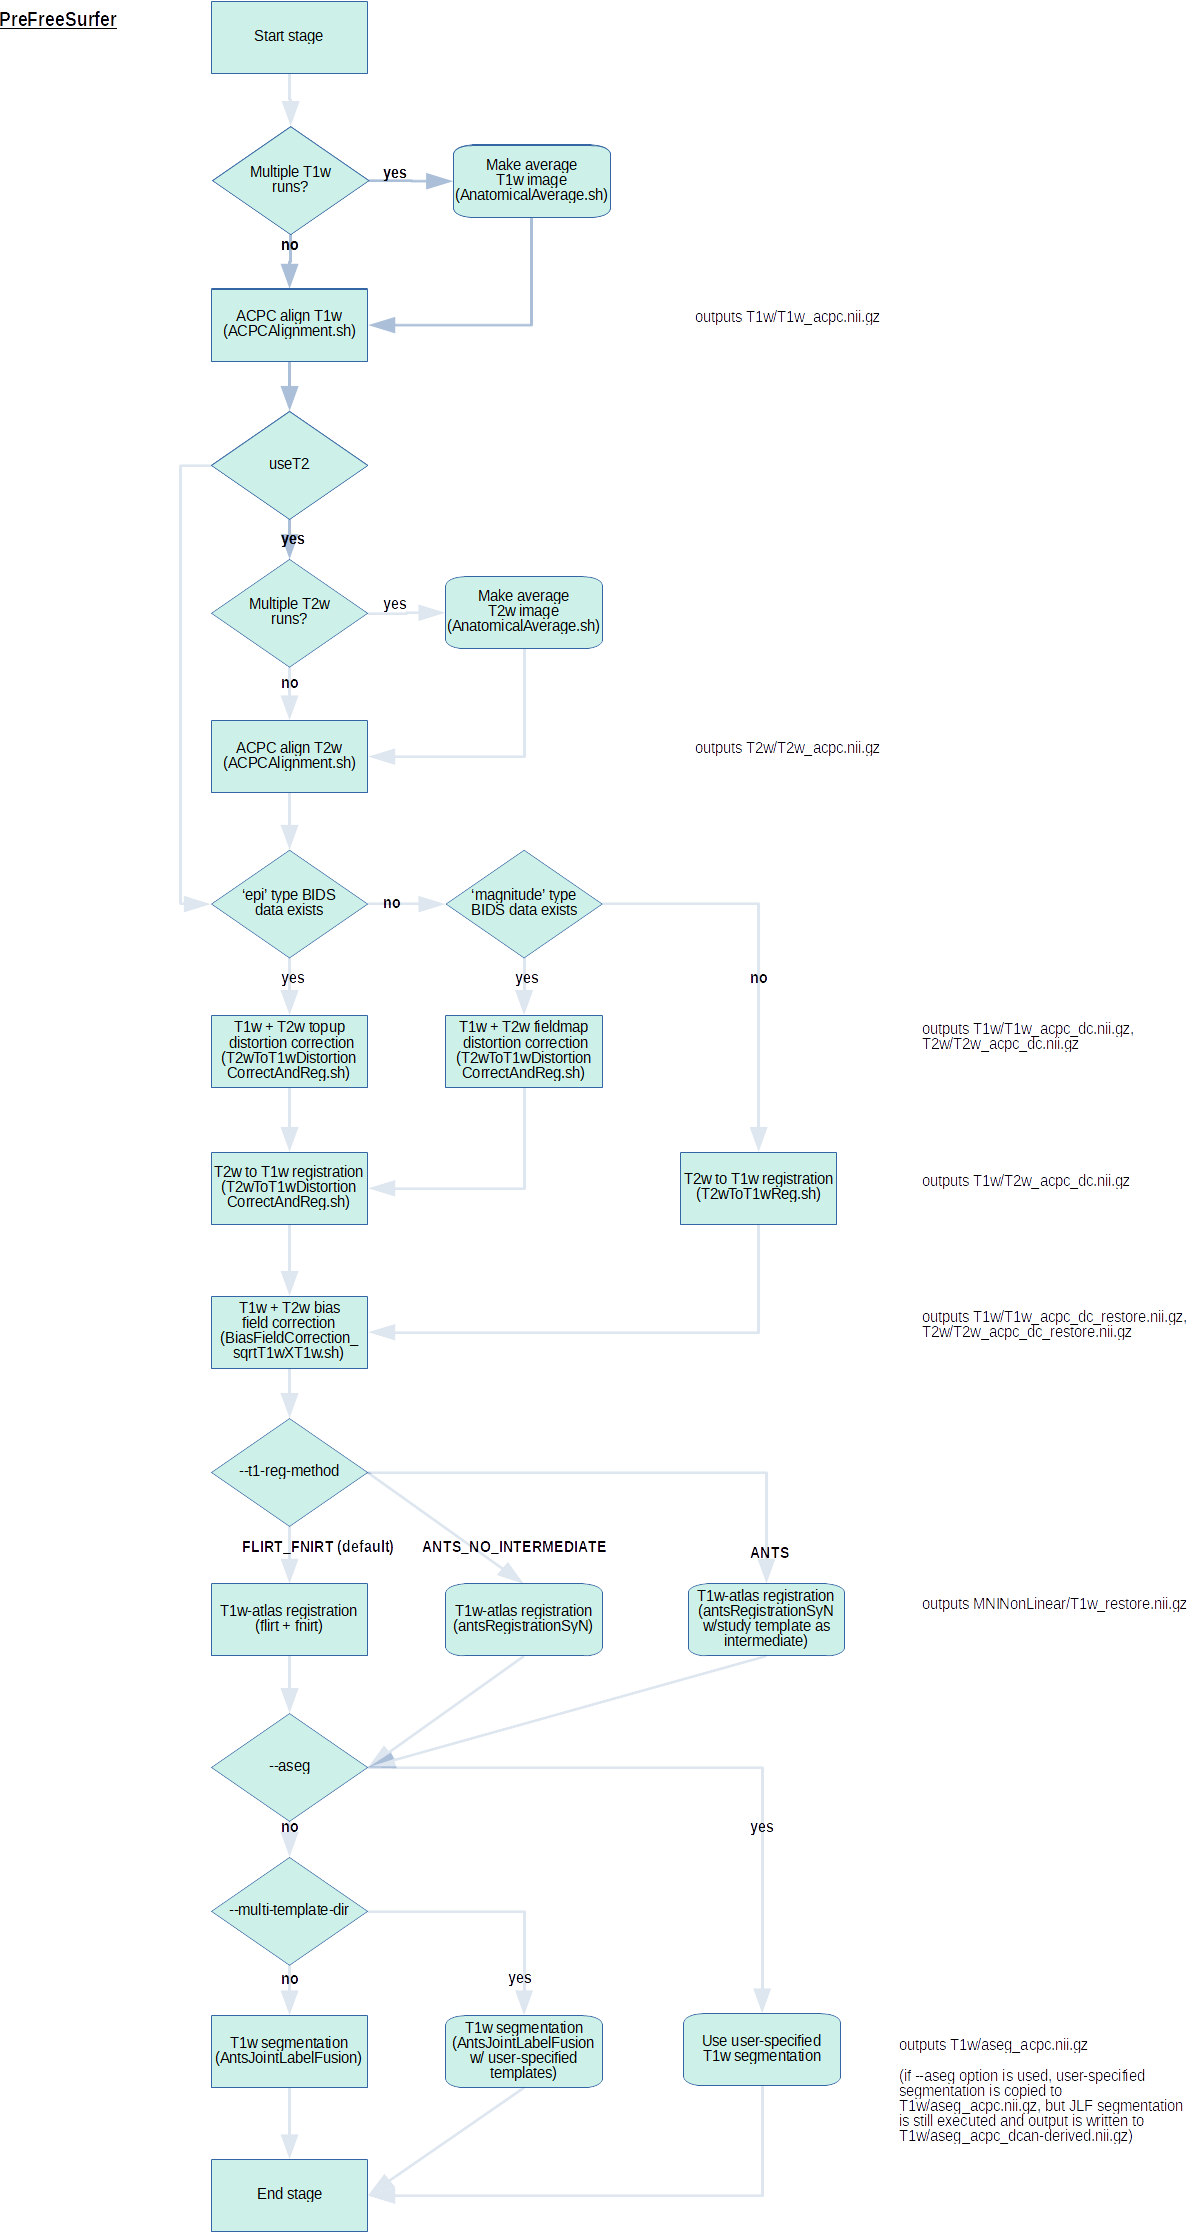 PreFreeSurfer
Start stage
Multiple T1w
runs?
yes
Make average
T1w image
(AnatomicalAverage.sh)
no
ACPC align T1w
(ACPCAlignment.sh)
outputs T1w/T1w_acpc.nii.gz
useT2
yes
Multiple T2w
runs?
yes
Make average
T2w image
(AnatomicalAverage.sh)
no
ACPC align T2w
(ACPCAlignment.sh)
outputs T2w/T2w_acpc.nii.gz
‘epi’ type BIDS
data exists
no
‘magnitude’ type
BIDS data exists
yes
yes
no
T1w + T2w topup
distortion correction
(T2wToT1wDistortion
CorrectAndReg.sh)
T1w + T2w fieldmap
distortion correction
(T2wToT1wDistortion
CorrectAndReg.sh)
outputs T1w/T1w_acpc_dc.nii.gz,
T2w/T2w_acpc_dc.nii.gz
T2w to T1w registration
(T2wToT1wDistortion
CorrectAndReg.sh)
T2w to T1w registration
(T2wToT1wReg.sh)
outputs T1w/T2w_acpc_dc.nii.gz
T1w + T2w bias
field correction
(BiasFieldCorrection_
sqrtT1wXT1w.sh)
outputs T1w/T1w_acpc_dc_restore.nii.gz,
T2w/T2w_acpc_dc_restore.nii.gz
--t1-reg-method
FLIRT_FNIRT (default)
ANTS_NO_INTERMEDIATE
ANTS
T1w-atlas registration
(flirt + fnirt)
T1w-atlas registration
(antsRegistrationSyN)
T1w-atlas registration
(antsRegistrationSyN
w/study template as
intermediate)
outputs MNINonLinear/T1w_restore.nii.gz
--aseg
no
yes
--multi-template-dir
no
yes
T1w segmentation
(AntsJointLabelFusion)
T1w segmentation
(AntsJointLabelFusion
w/ user-specified
templates)
Use user-specified
T1w segmentation
outputs T1w/aseg_acpc.nii.gz
(if --aseg option is used, user-specified
segmentation is copied to
T1w/aseg_acpc.nii.gz, but JLF segmentation
is still executed and output is written to
T1w/aseg_acpc_dcan-derived.nii.gz)
End stage